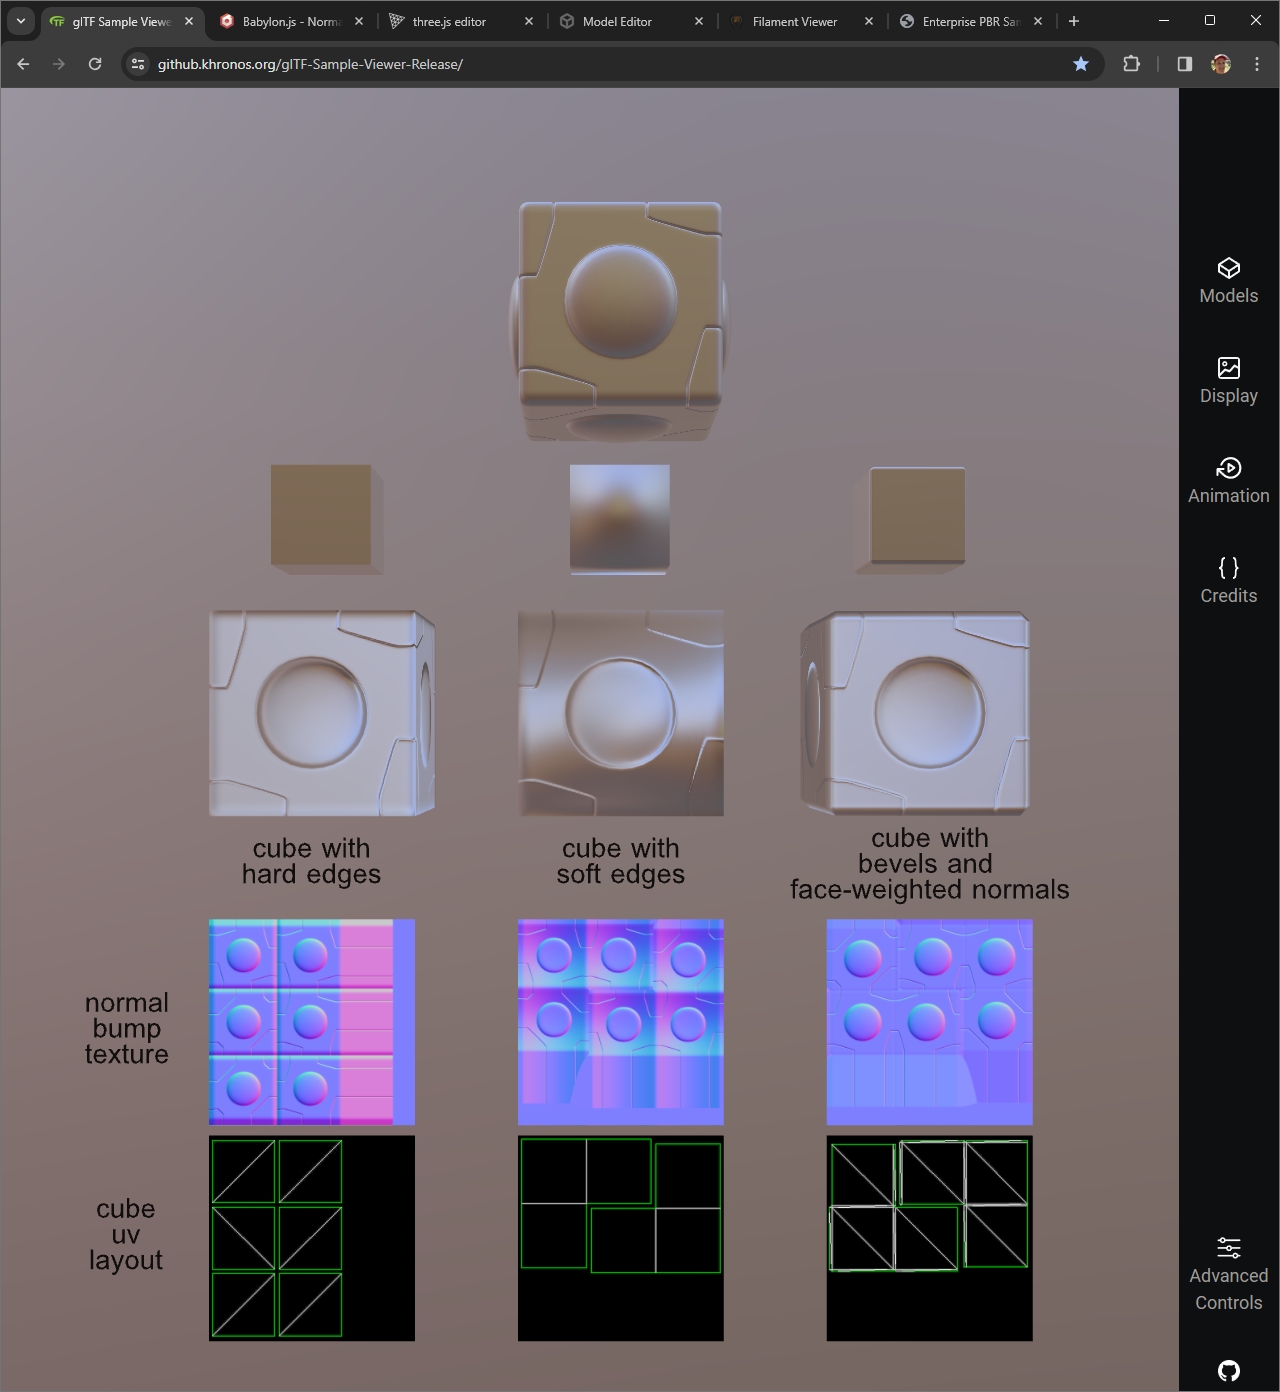 glTF Sample Viewe
Babylon.js - Norma
three.js editor
Model Editor
Filament Viewer
Enterprise PBR Sam
github.khronos.org/glTF-Sample-Viewer-Release/
Models
Display
Animation
Credits
cube with
hard edges
cube with
soft edges
cube with
bevels and
face-weighted normals
normal
bump
texture
cube
uv
layout
Advanced
Controls